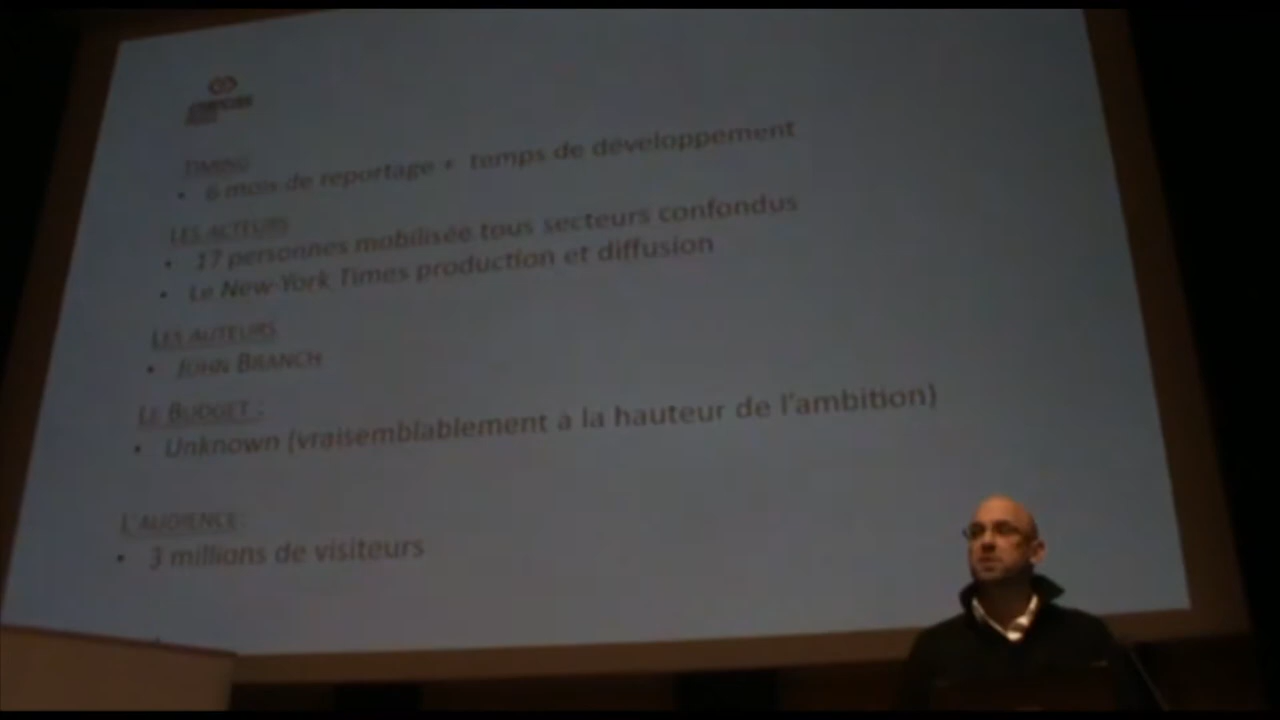 TIMING
• 6 mois de reportage + temps de développement
LES ACTEURS
• 17 personnes mobilisée tous secteurs confondus
• Le New-York Times production et diffusion
LES AUTEURS
• JOHN BRANCH
LE BUDGET :
• Unknown (vraisemblablement à la hauteur de l'ambition)
L'AUDIENCE :
• 3 millions de visiteurs